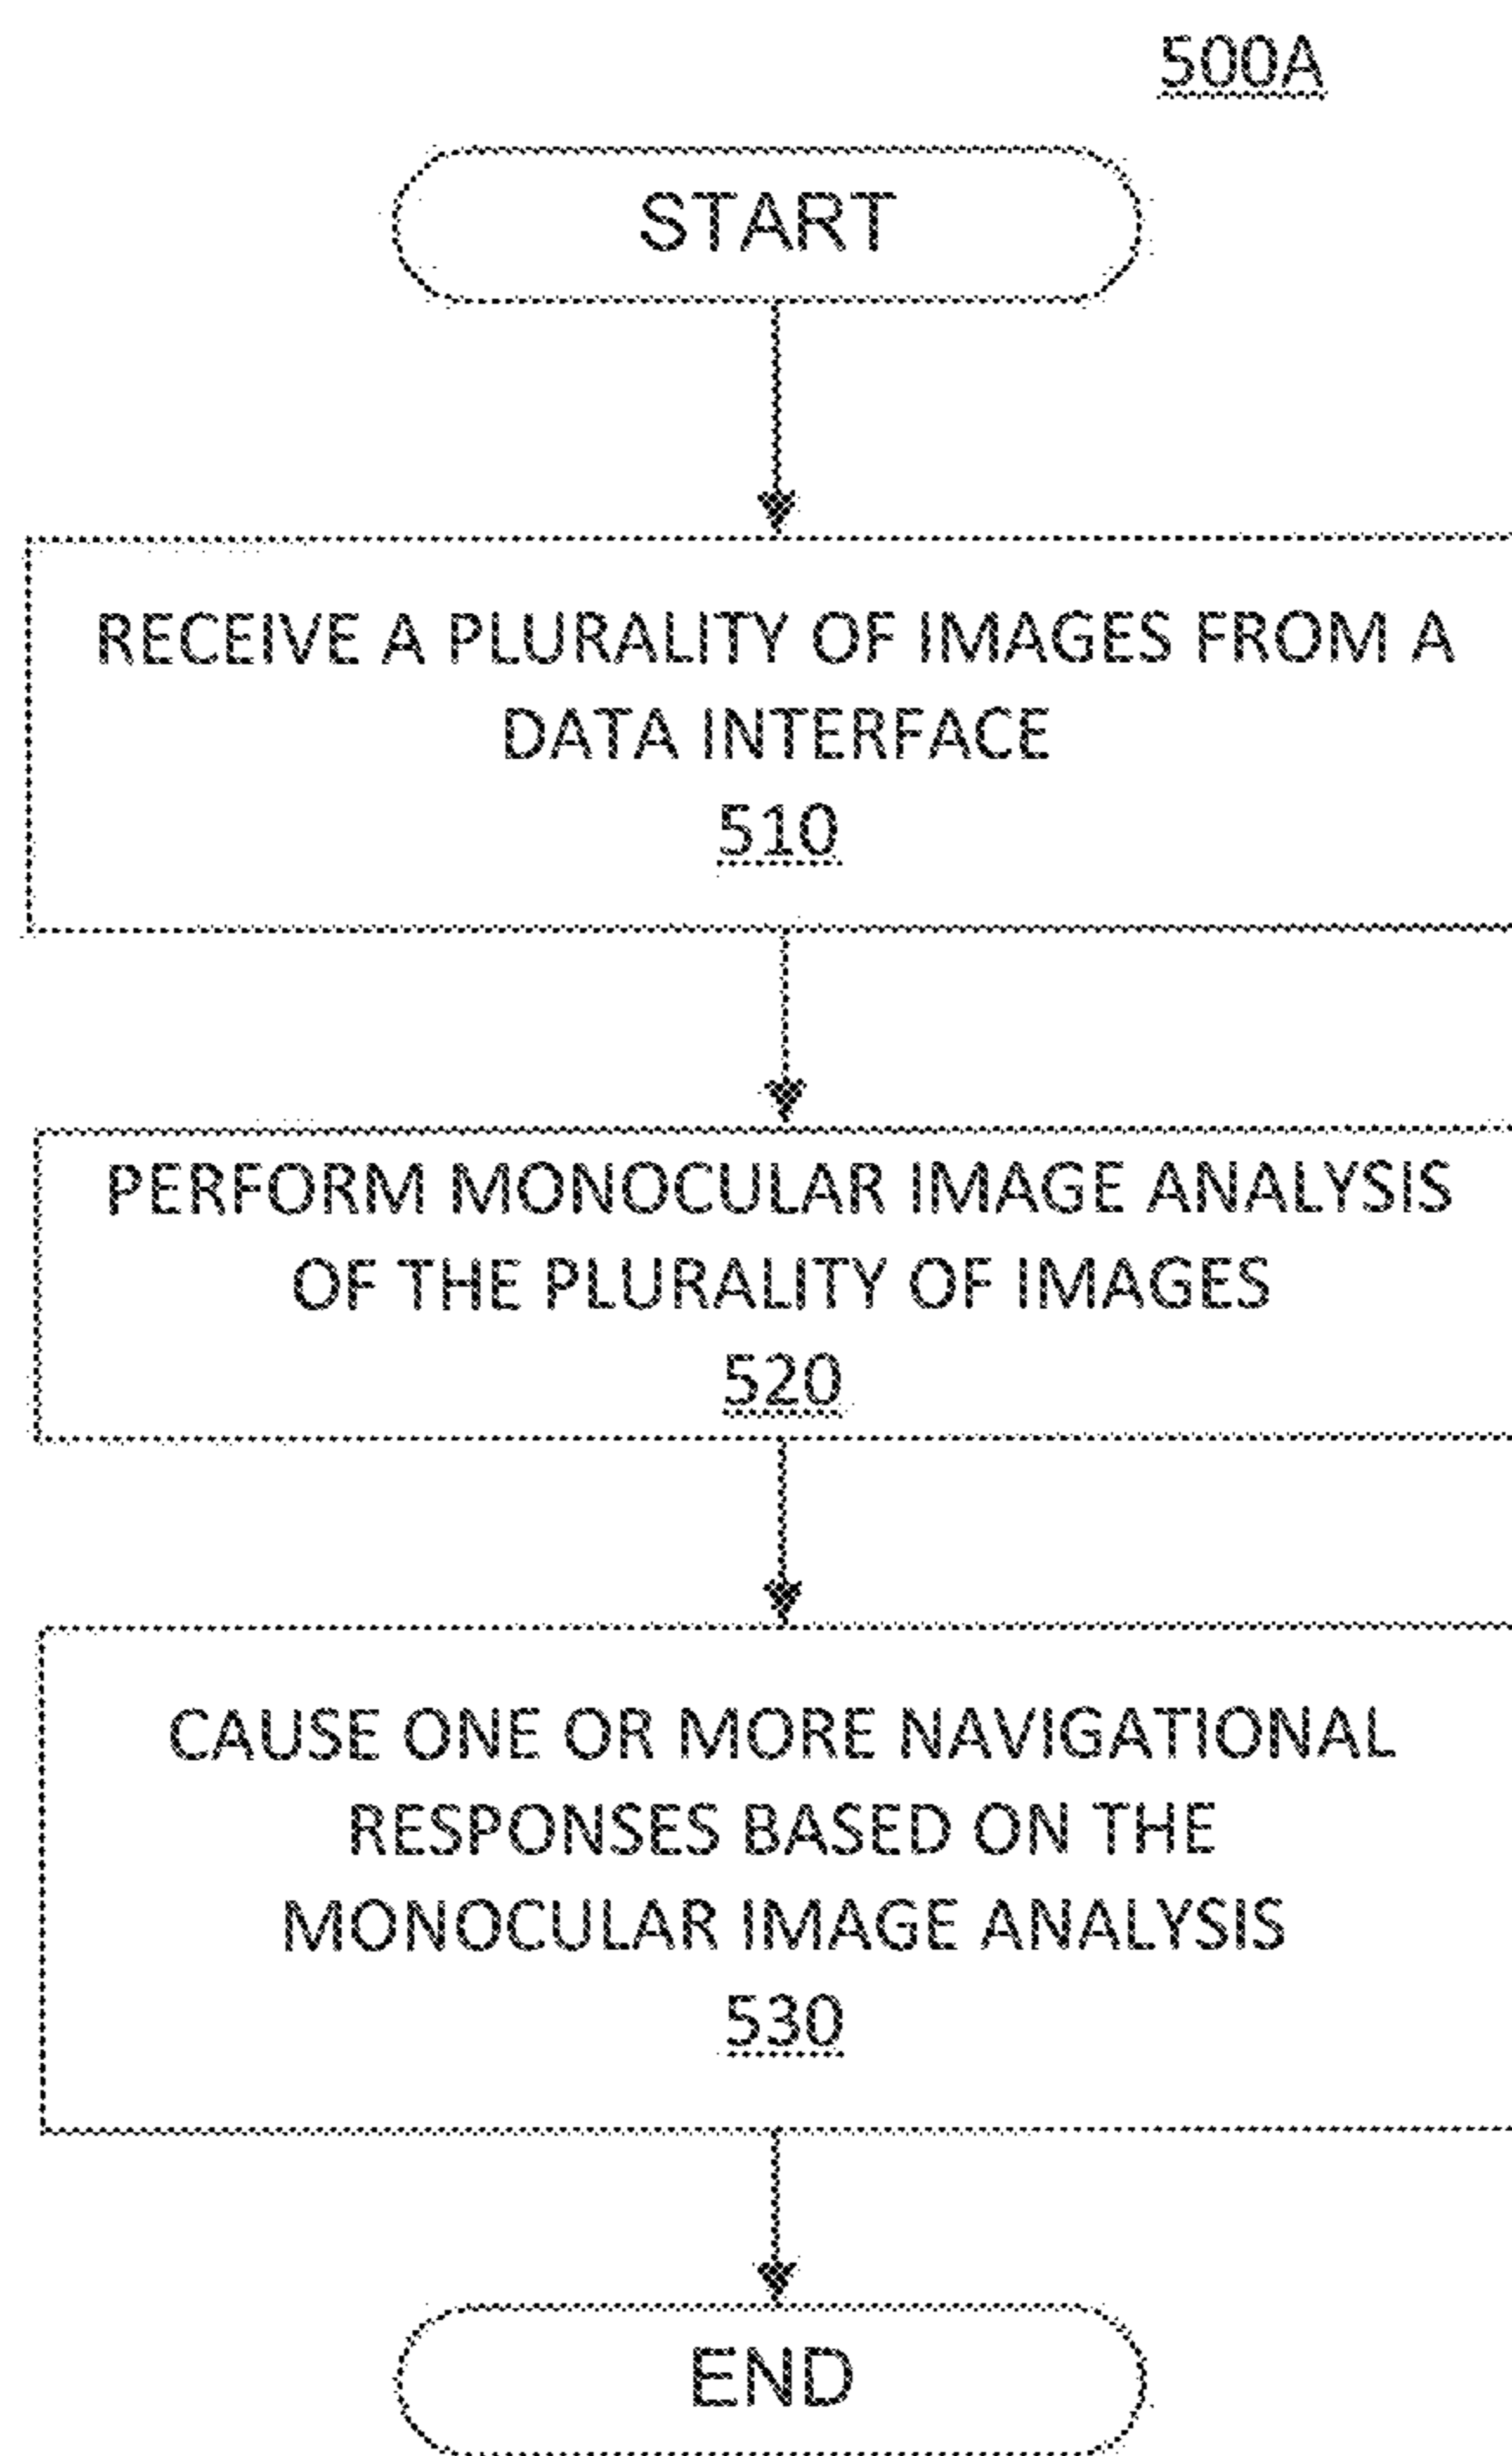 500A
START
RECEIVE A PLURALITY OF IMAGES FROM A
DATA INTERFACE
510
PERFORM MONOCULAR IMAGE ANALYSIS
OF THE PLURALITY OF IMAGES
520
CAUSE ONE OR MORE NAVIGATIONAL
RESPONSES BASED ON THE
MONOCULAR IMAGE ANALYSIS
530
END